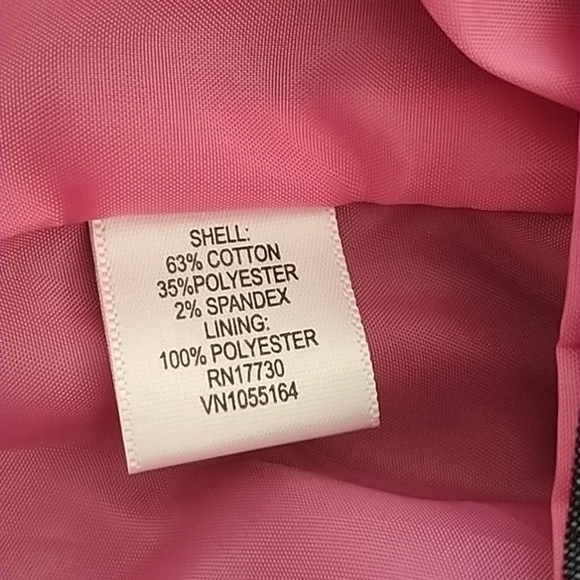 SHELL:
63% COTTON
35%POLYESTER
2% SPANDEX
LINING:
100% POLYESTER
RN17730
VN1055164